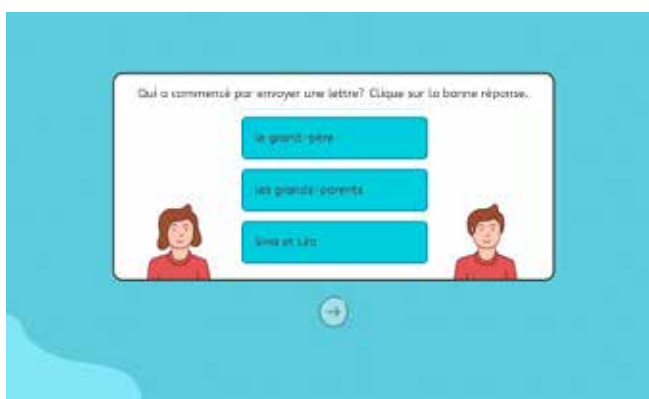 Qui a commencé par envoyer une lettre? Clique sur la bonne réponse.
le grand-père
les grands-parents
et Léo